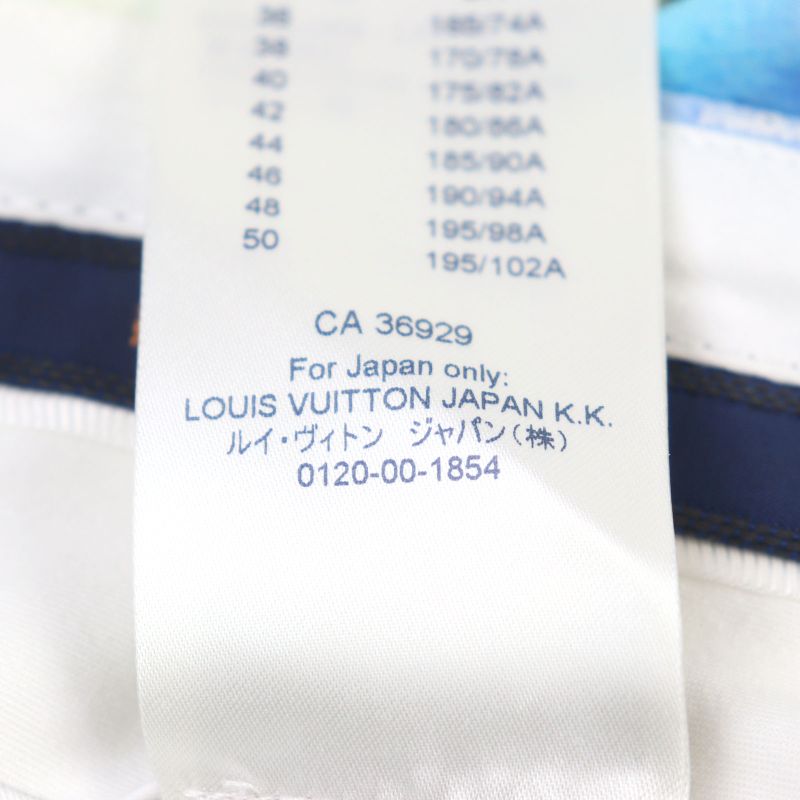 36 165/74A
38 170/78A
40 175/82A
42 180/86A
44 185/90A
46 190/94A
48 195/98A
50 195/102A
CA 36929
For Japan only:
LOUIS VUITTON JAPAN K.K.
ルイ・ヴィトン ジャパン(株)
0120-00-1854